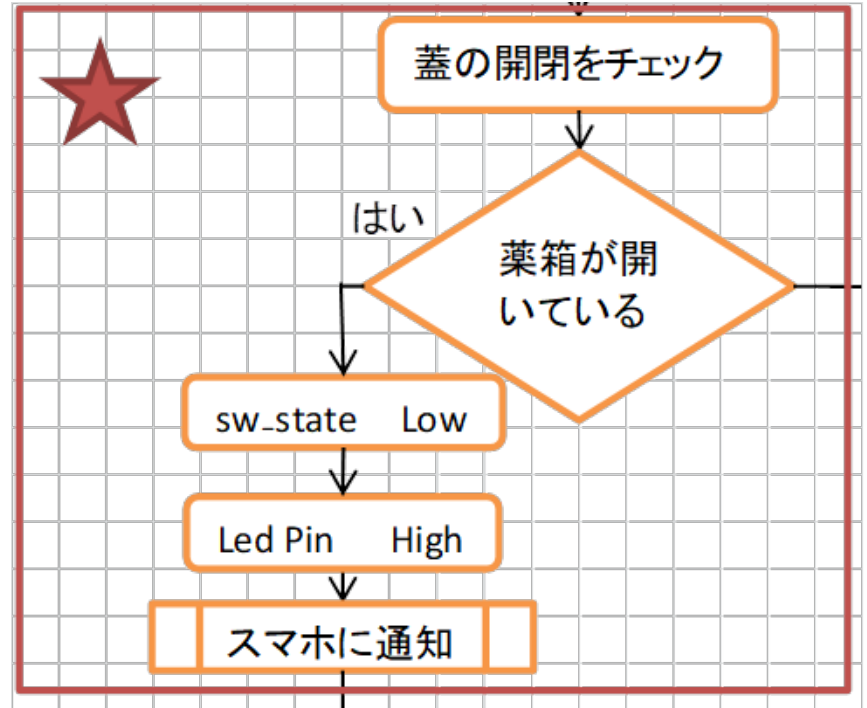 蓋の開閉をチェック
はい
薬箱が開
いている
sw_state Low
Led Pin High
スマホに通知